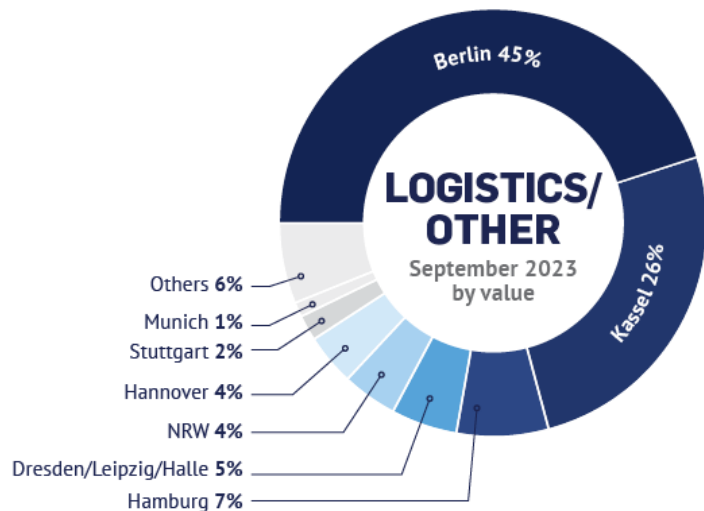 Berlin 45%
LOGISTICS/
OTHER
September 2023
by value
Kassel 26%
Others 6%
Munich 1%
Stuttgart 2%
Hannover 4%
NRW 4%
Dresden/Leipzig/Halle 5%
Hamburg 7%